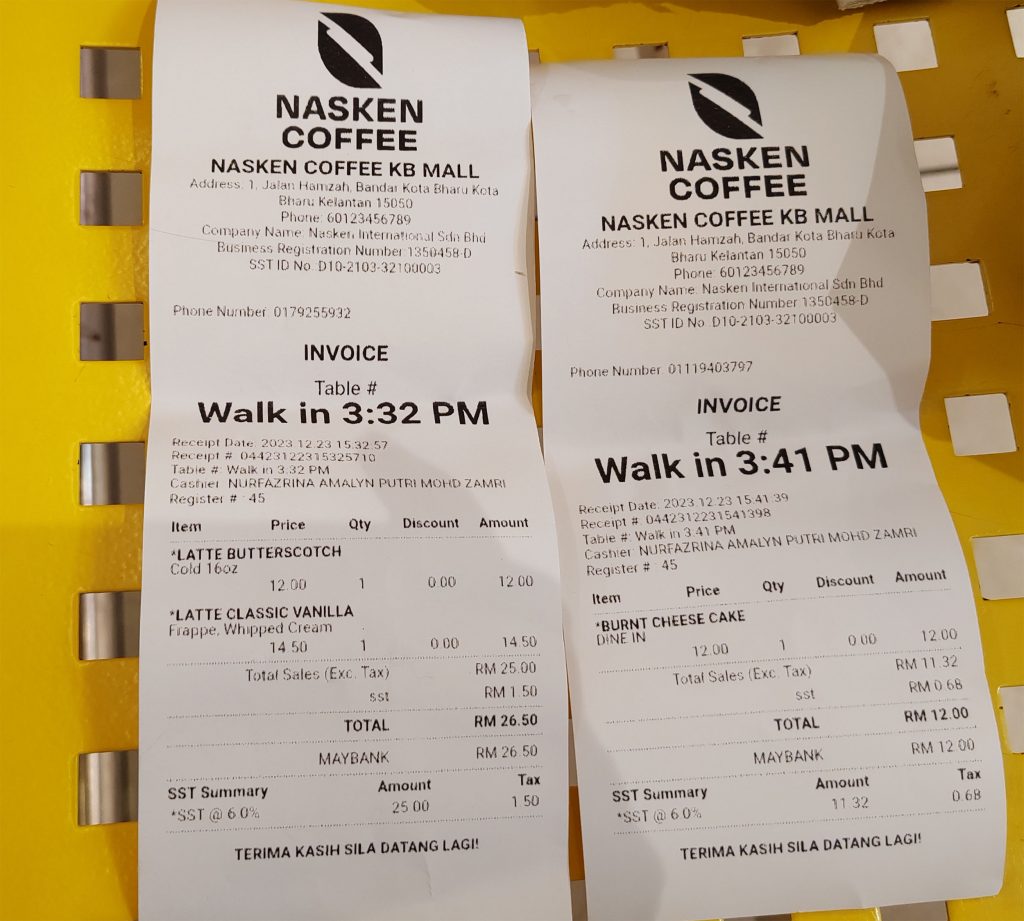 NASKEN
COFFEE
NASKEN COFFEE KB MALL
Address: 1, Jalan Hamzah, Bandar Kota Bharu Kota
Bharu Kelantan 15050
Phone: 60123456789
Company Name: Nasken International Sdn Bhd
Business Registration Number:1350458-D
SST ID No.:D10-2103-32100003
Phone Number: 0179255932
INVOICE
Table #
Walk in 3:32 PM
Receipt Date: 2023.12.23 15:32:57
Receipt #: 04423122315325710
Table #: Walk in 3:32 PM
Cashier: NURFAZRINA AMALYN PUTRI MOHD ZAMRI
Register # : 45
Item Price Qty Discount Amount
*LATTE BUTTERSCOTCH
Cold 16oz
12.00 1 0.00 12.00
*LATTE CLASSIC VANILLA
Frappe, Whipped Cream
14.50 1 0.00 14.50
Total Sales (Exc. Tax) RM 25.00
sst RM 1.50
TOTAL RM 26.50
MAYBANK RM 26.50
SST Summary Amount Tax
*SST @ 6.0% 25.00 1.50
TERIMA KASIH SILA DATANG LAGI!
NASKEN
COFFEE
NASKEN COFFEE KB MALL
Address: 1, Jalan Hamzah, Bandar Kota Bharu Kota
Bharu Kelantan 15050
Phone: 60123456789
Company Name: Nasken International Sdn Bhd
Business Registration Number:1350458-D
SST ID No.:D10-2103-32100003
Phone Number: 01119403797
INVOICE
Table #
Walk in 3:41 PM
Receipt Date: 2023.12.23 15:41:39
Receipt #: 0442312231541398
Table #: Walk in 3:41 PM
Cashier: NURFAZRINA AMALYN PUTRI MOHD ZAMRI
Register # : 45
Item Price Qty Discount Amount
*BURNT CHEESE CAKE
DINE IN
12.00 1 0.00 12.00
Total Sales (Exc. Tax) RM 11.32
sst RM 0.68
TOTAL RM 12.00
MAYBANK RM 12.00
SST Summary Amount Tax
*SST @ 6.0% 11.32 0.68
TERIMA KASIH SILA DATANG LAGI!